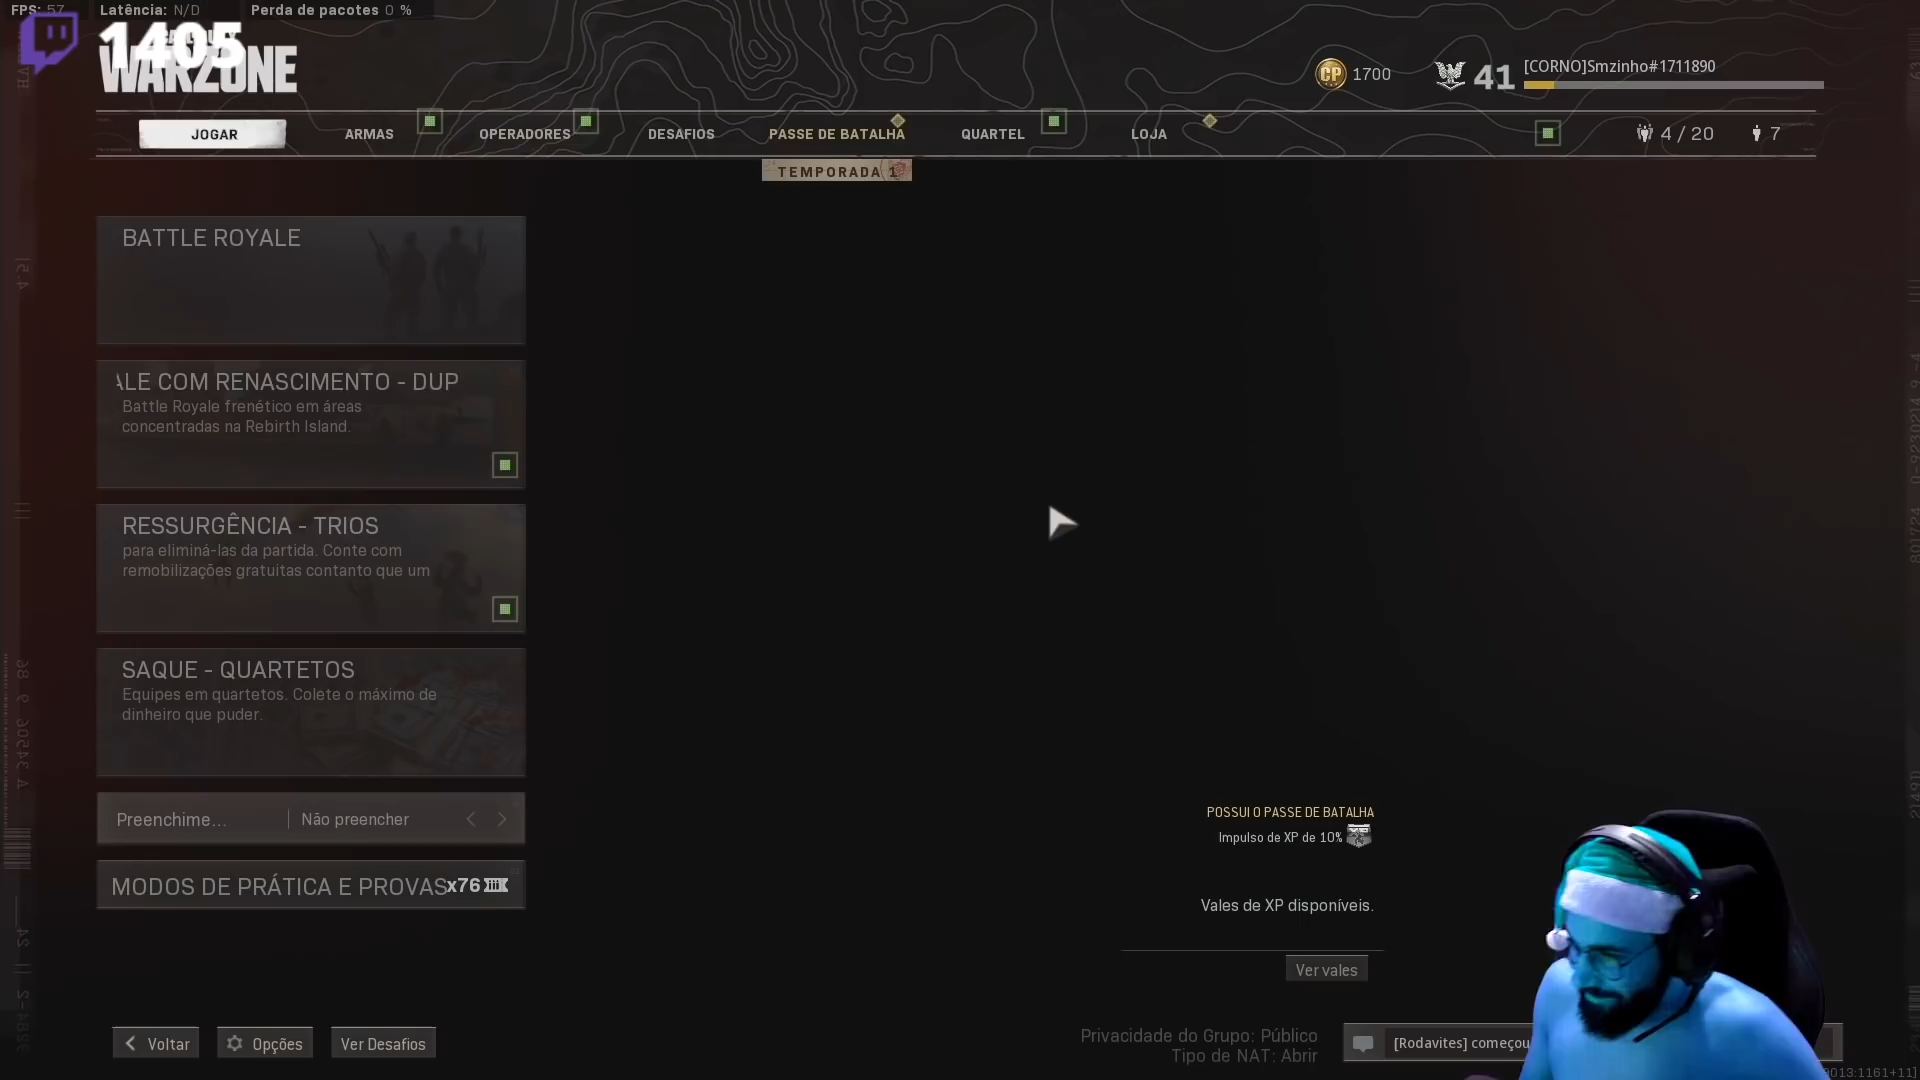 FPS: 57 Latência: N/D Perda de pacotes 0 %
1405
WARZONE
1700
41
[CORNO]Smzinho#1711890
JOGAR
ARMAS
OPERADORES
DESAFIOS
PASSE DE BATALHA
QUARTEL
LOJA
4 / 20
7
TEMPORADA 1
BATTLE ROYALE
ALE COM RENASCIMENTO - DUP
Battle Royale frenético em áreas
concentradas na Rebirth Island.
RESSURGÊNCIA - TRIOS
para eliminá-las da partida. Conte com
remobilizações gratuitas contanto que um
SAQUE - QUARTETOS
Equipes em quartetos. Colete o máximo de
dinheiro que puder.
Preenchime... Não preencher
MODOS DE PRÁTICA E PROVAS x76
POSSUI O PASSE DE BATALHA
Impulso de XP de 10%
Vales de XP disponíveis.
Ver vales
Voltar
Opções
Ver Desafios
Privacidade do Grupo: Público
Tipo de NAT: Abrir
[Rodavites] começou